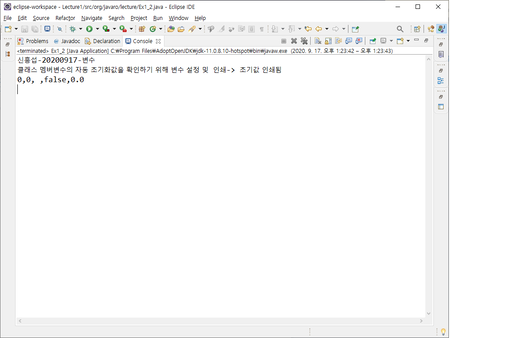 eclipse-workspace - Lecture1/src/org/javaro/lecture/Ex1_2.java - Eclipse IDE
File Edit Source Refactor Navigate Search Project Run Window Help
Problems Javadoc Declaration Console
<terminated> Ex1_2 [Java Application] C:\Program Files\AdoptOpenJDK\jdk-11.0.8.10-hotspot\bin\javaw.exe (2020. 9. 17. 오후 1:23:42 – 오후 1:23:43)
신홍섭-20200917-변수
클래스 멤버변수의 자동 초기화값을 확인하기 위해 변수 설정 및 인쇄-> 초기값 인쇄됨
0,0, ,false,0.0